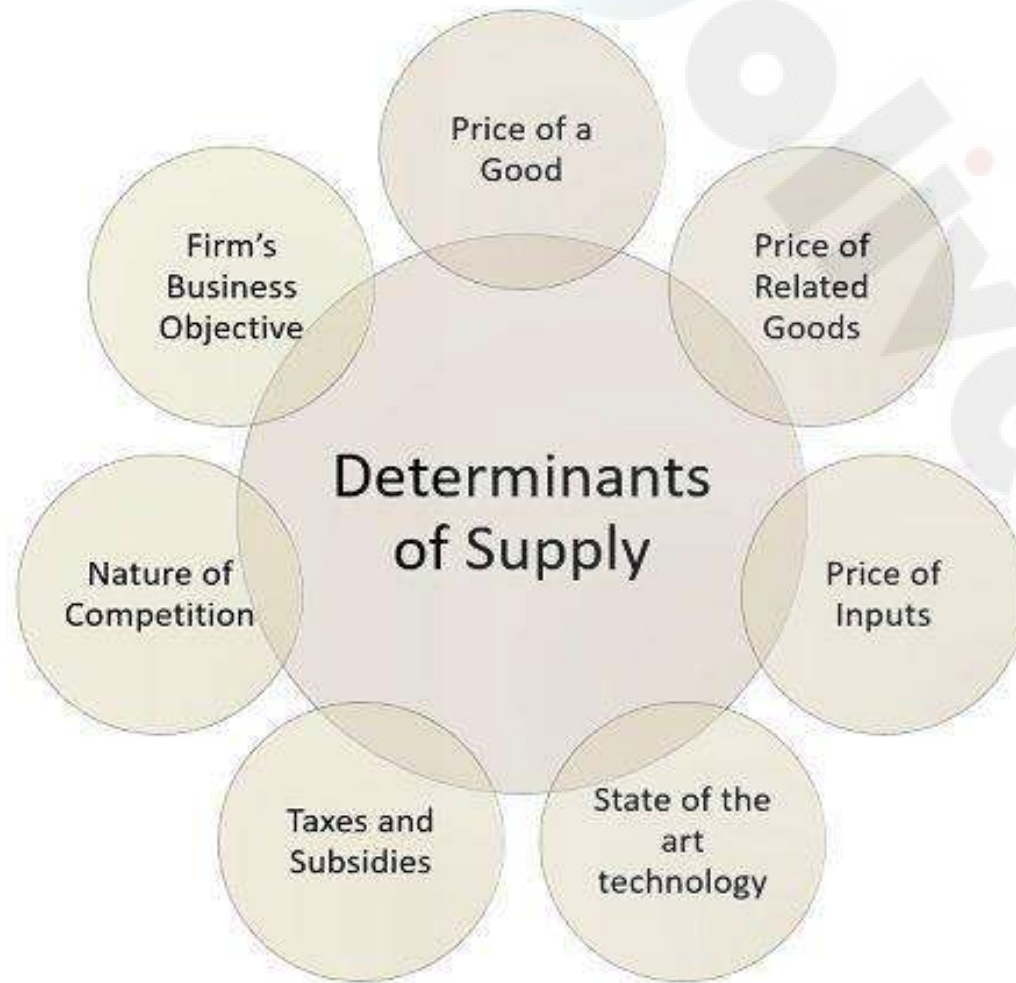 Price of a
Good
Price of
Related
Goods
Price of
Inputs
State of the
art
technology
Taxes and
Subsidies
Nature of
Competition
Firm's
Business
Objective
Determinants
of Supply